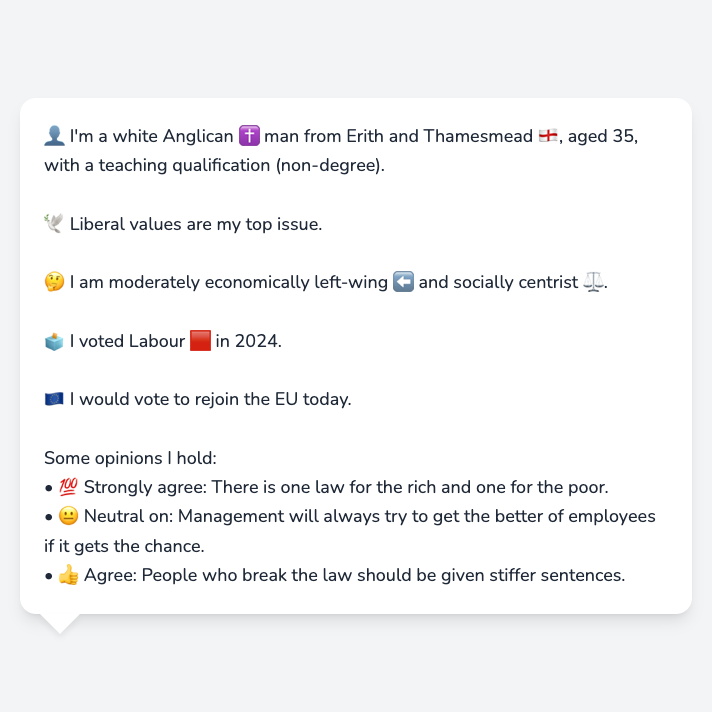 👤 I'm a white Anglican ✝️ man from Erith and Thamesmead 🏴󠁧󠁢󠁥󠁮󠁧󠁿, aged 35,
with a teaching qualification (non-degree).
🕊️ Liberal values are my top issue.
🤔 I am moderately economically left-wing ⬅️ and socially centrist ⚖️.
🗳️ I voted Labour 🟥 in 2024.
🇪🇺 I would vote to rejoin the EU today.
Some opinions I hold:
• 💯 Strongly agree: There is one law for the rich and one for the poor.
• 😐 Neutral on: Management will always try to get the better of employees
if it gets the chance.
• 👍 Agree: People who break the law should be given stiffer sentences.